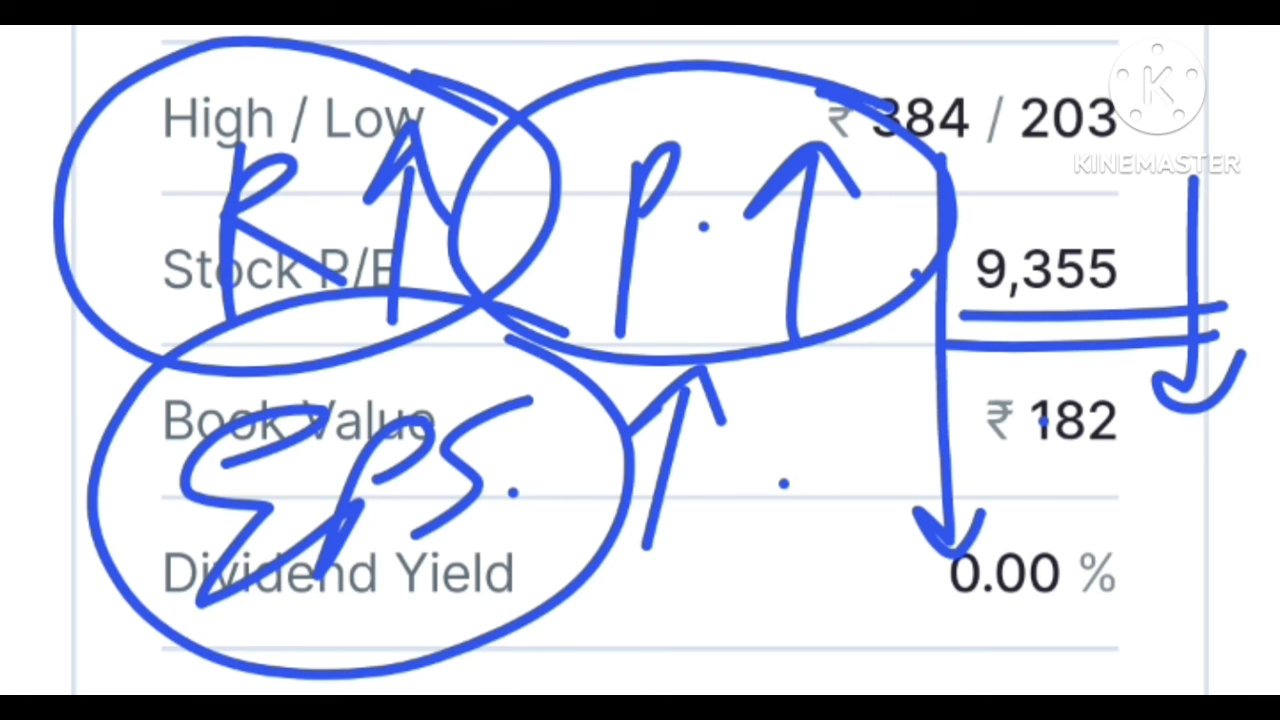 High / Low ₹ 384 / 203
KINEMASTER
R P.
Stock P/E 9,355
Book Value ₹ 182
EPS.
Dividend Yield 0.00 %